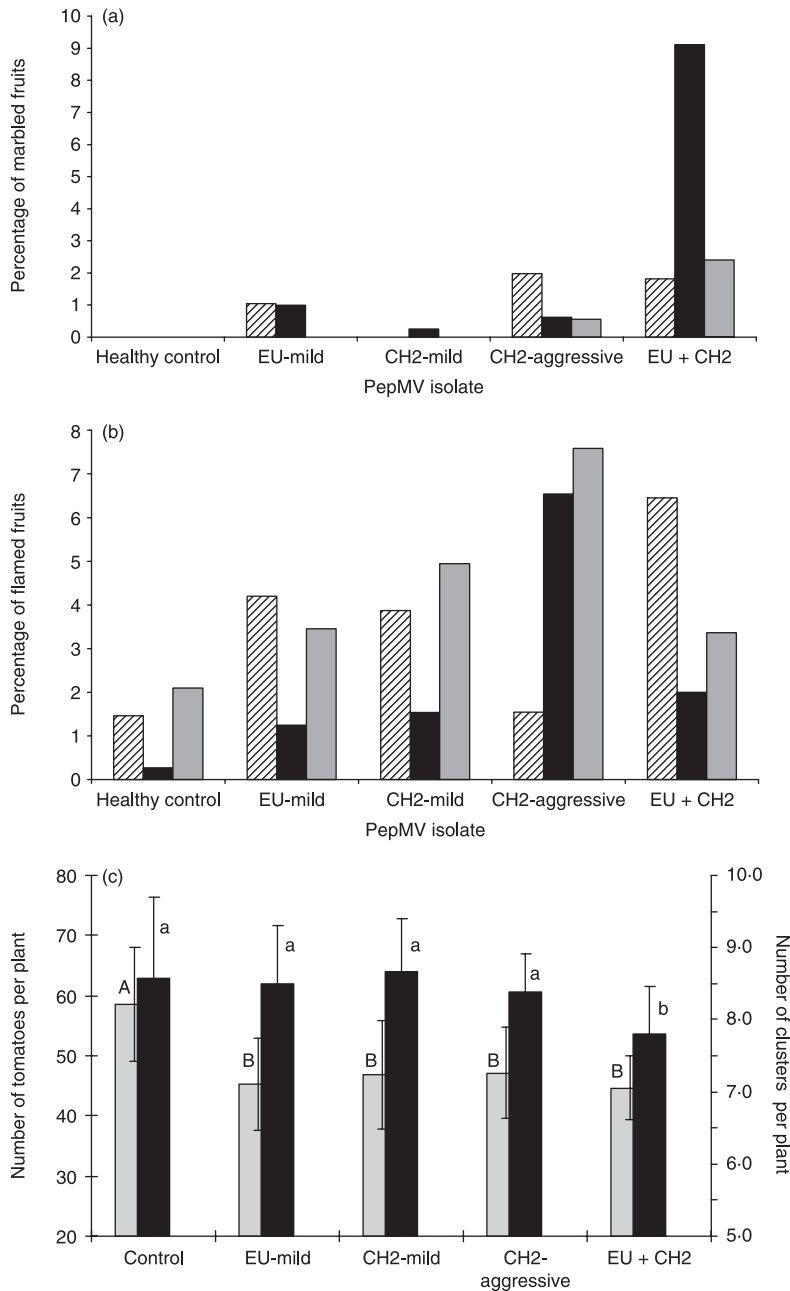 (a)
Percentage of marbled fruits
10
9
8
7
6
5
4
3
2
1
0
Healthy control EU-mild CH2-mild CH2-aggressive EU + CH2
PepMV isolate
(b)
Percentage of flamed fruits
8
7
6
5
4
3
2
1
0
Healthy control EU-mild CH2-mild CH2-aggressive EU + CH2
PepMV isolate
(c)
Number of tomatoes per plant
80
70
60
50
40
30
20
A a
B a
B a
B a
B b
10·0
9·0
8·0
7·0
6·0
5·0
Number of clusters per plant
Control EU-mild CH2-mild CH2- EU + CH2
aggressive